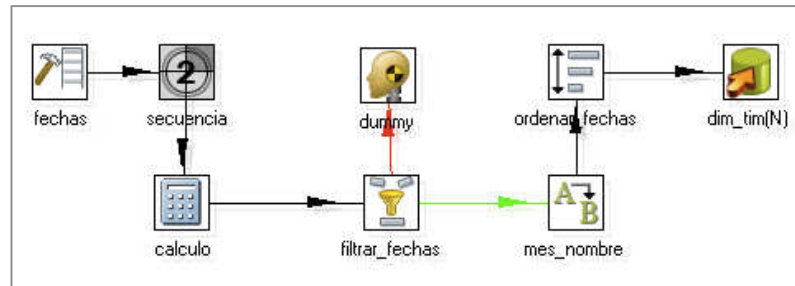 2
fechas
secuencia
dummy
ordenar_fechas
dim_tim(N)
A
B
calculo
filtrar_fechas
mes_nombre